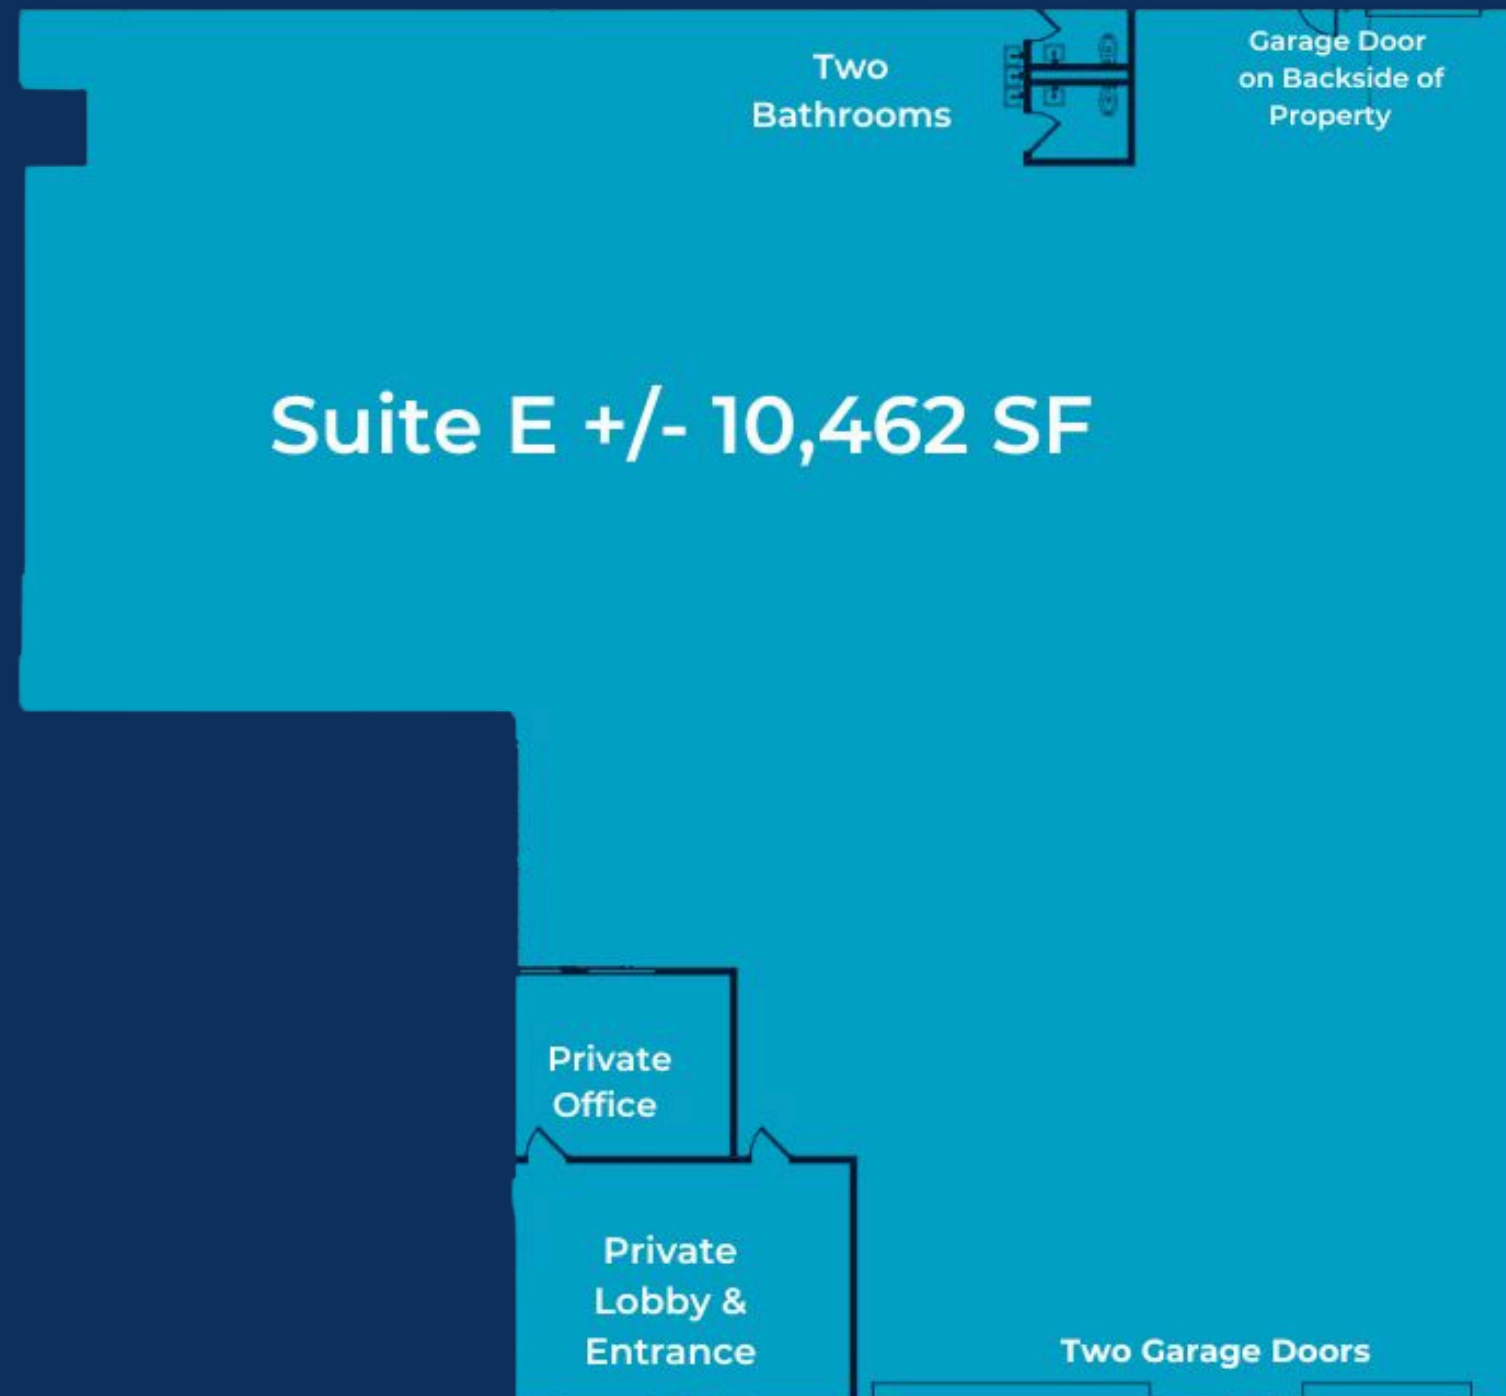 Two
Bathrooms
Garage Door
on Backside of
Property
Suite E +/- 10,462 SF
Private
Office
Private
Lobby &
Entrance
Two Garage Doors